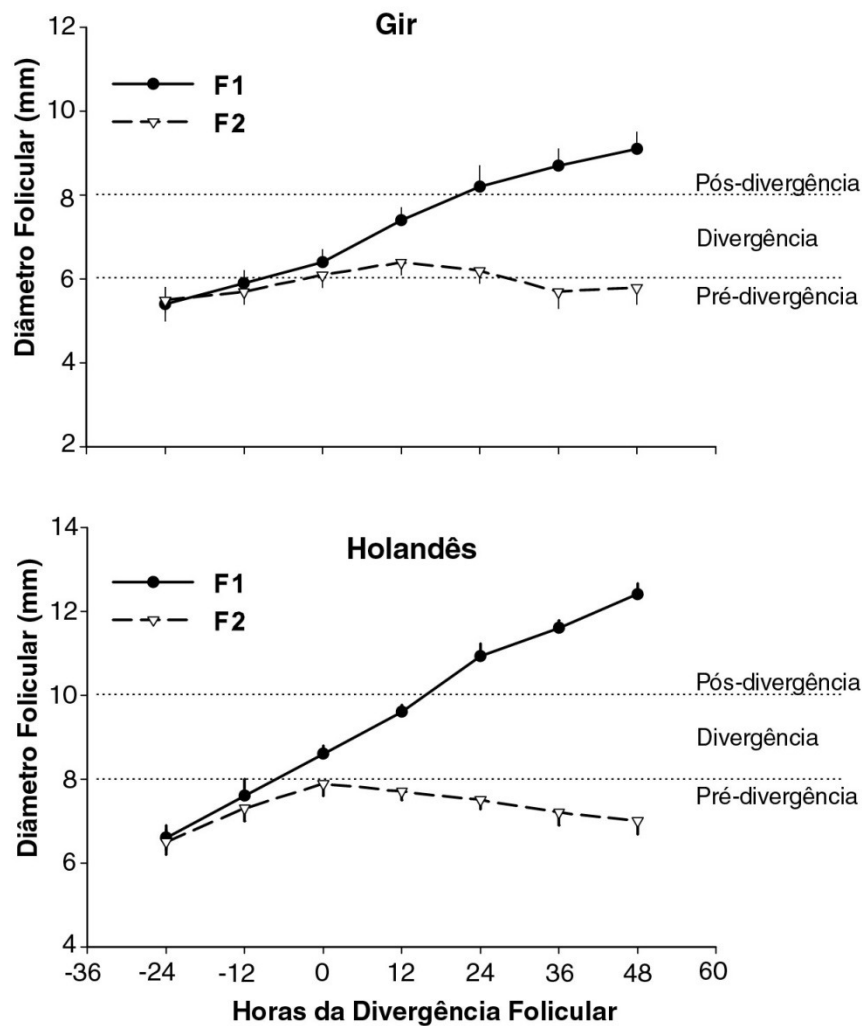 Gir
F1
F2
Diâmetro Folicular (mm)
12
10
8
6
4
2
-36
60
Pós-divergência
Divergência
Pré-divergência
Holandês
F1
F2
Diâmetro Folicular (mm)
14
12
10
8
6
4
Pós-divergência
Divergência
Pré-divergência
-36 -24 -12 0 12 24 36 48 60
Horas da Divergência Folicular